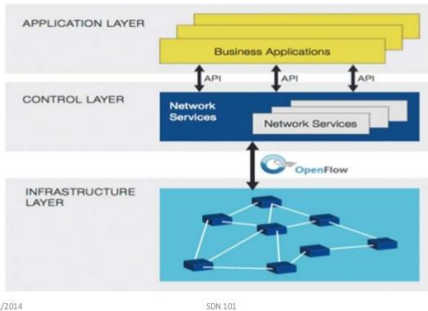 APPLICATION LAYER
Business Applications
API API API
CONTROL LAYER
Network
Services
Network Services
OpenFlow
INFRASTRUCTURE
LAYER
/2014 SDN 101